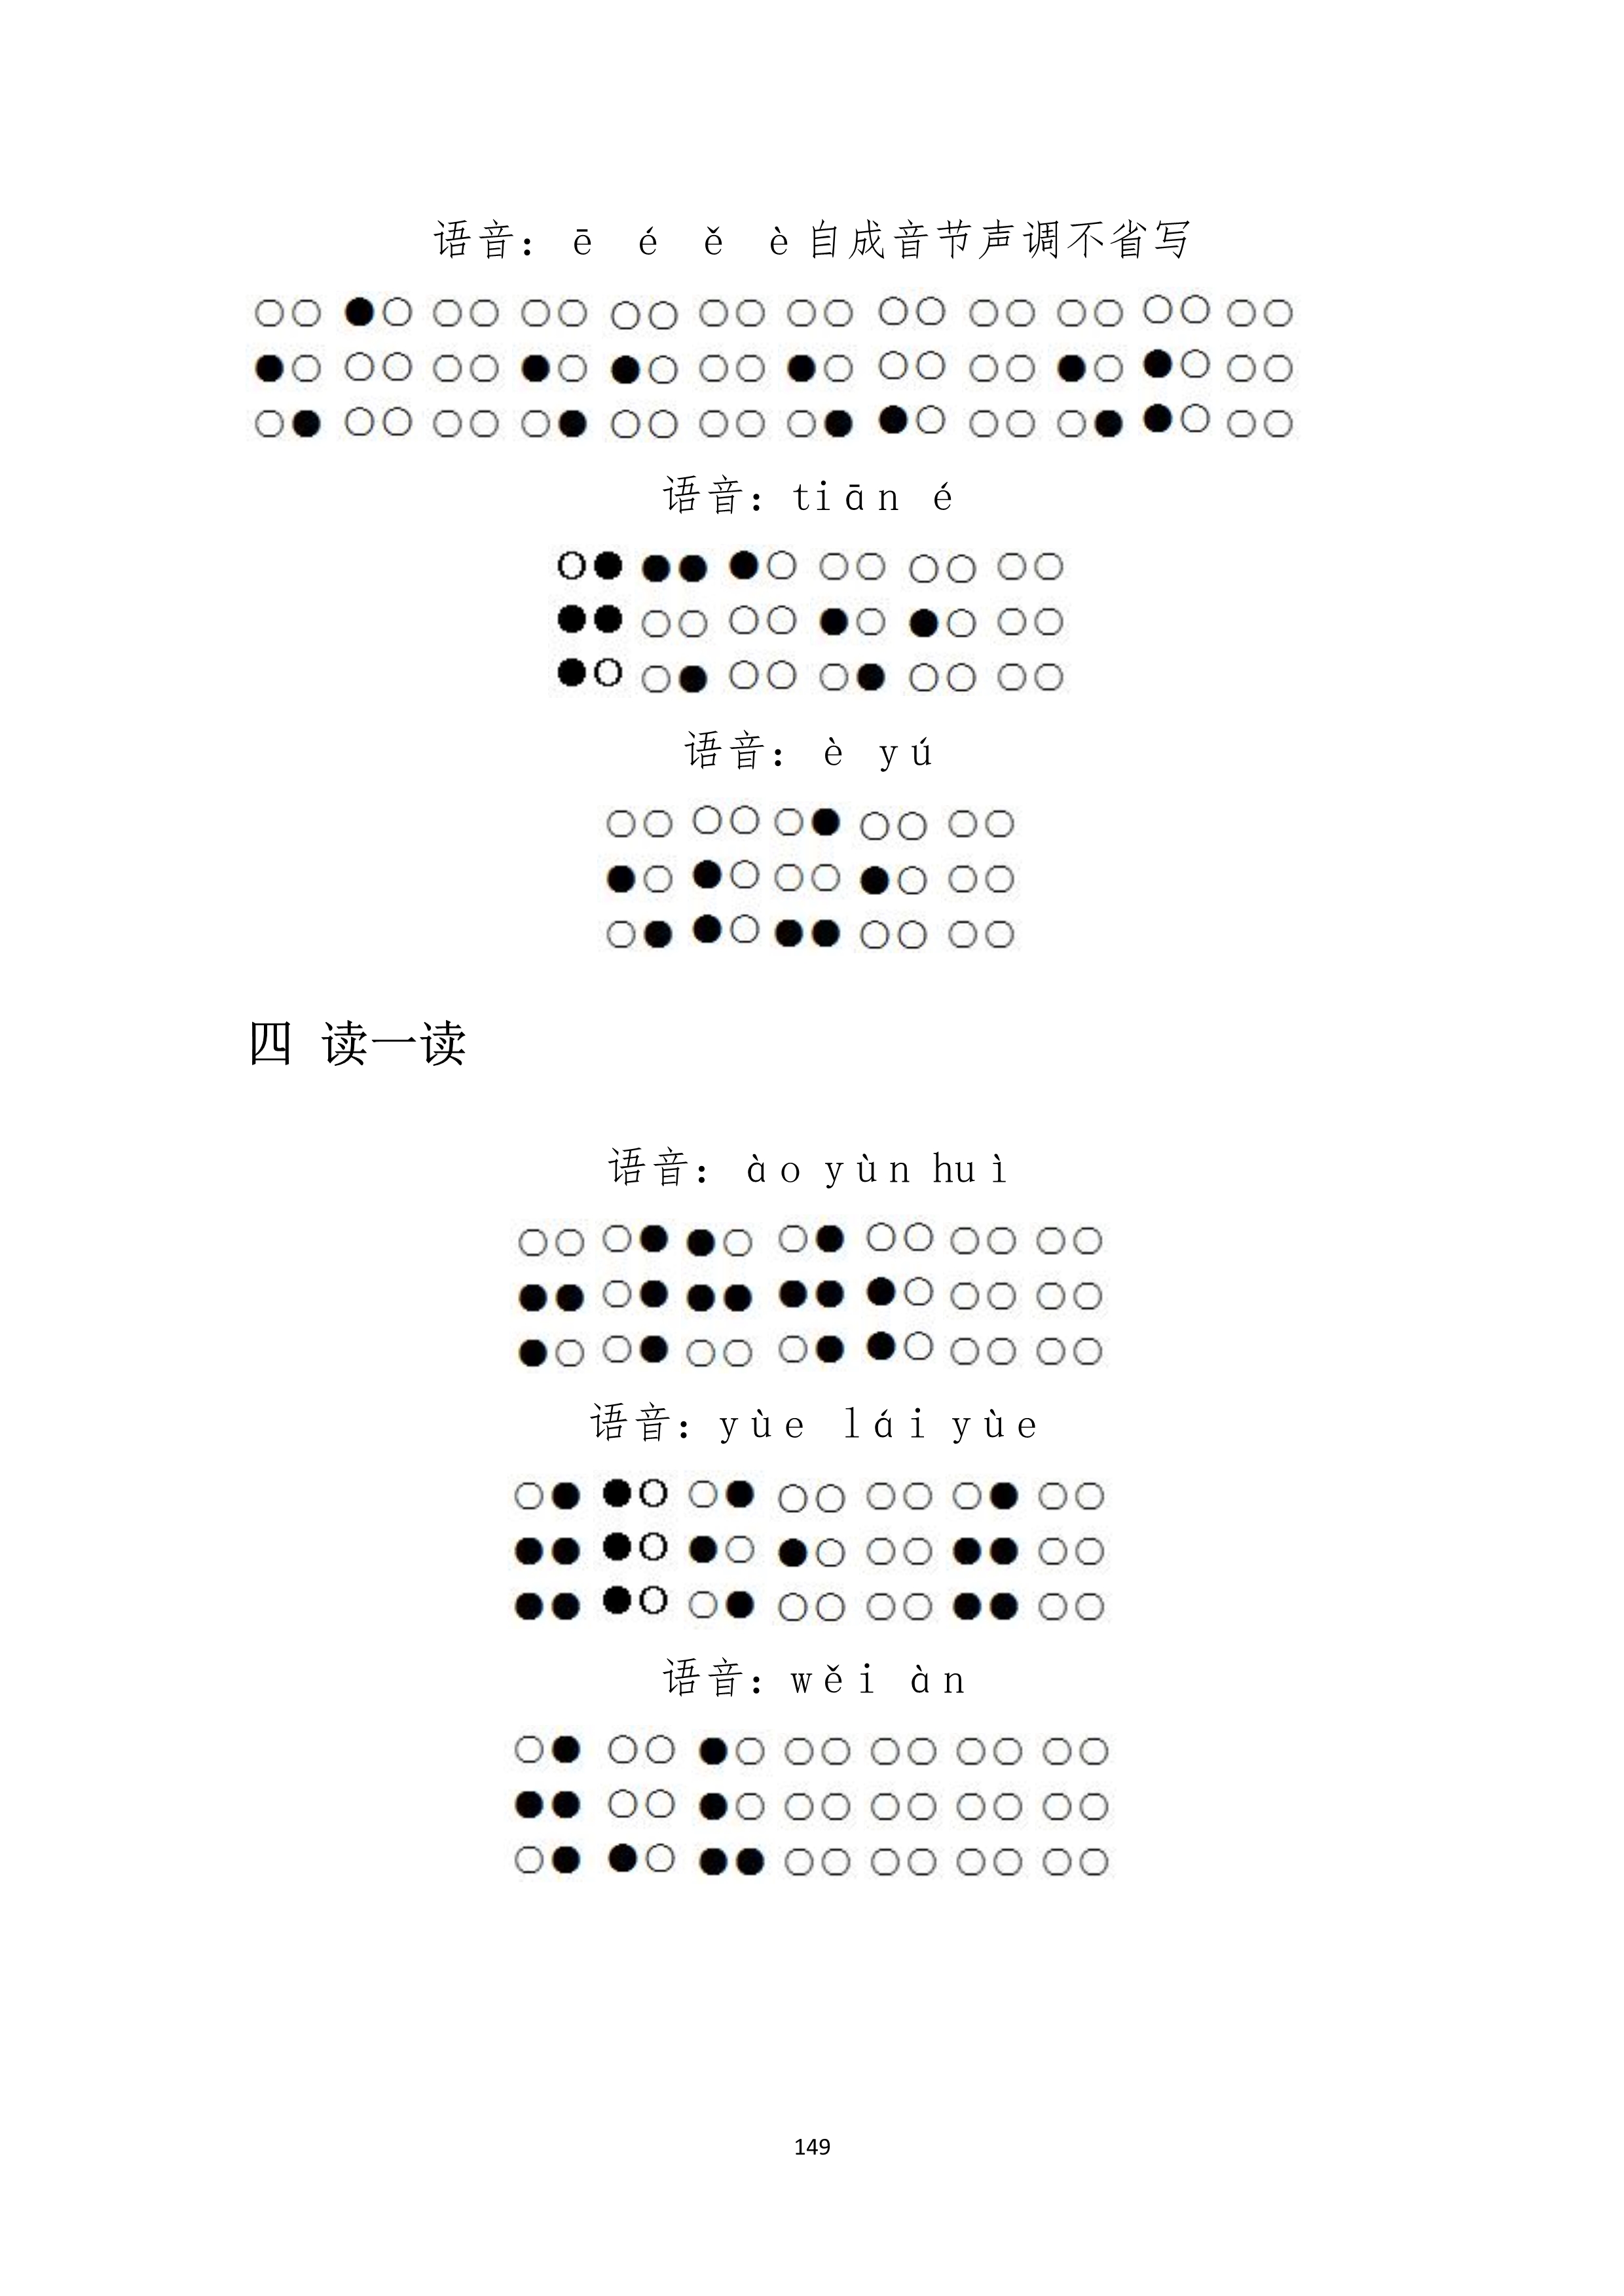 语音：ē é ě è自成音节声调不省写
语音：tiān é
语音：è yú
四 读一读
语音：ào yùn huì
语音：yùe lái yùe
语音：wěi àn
149